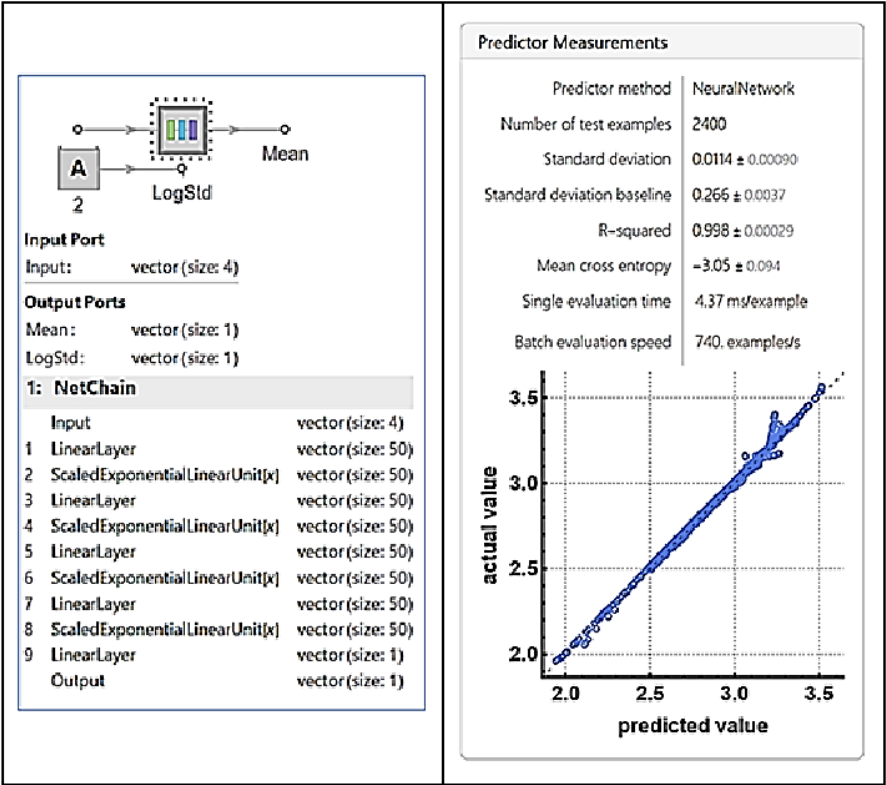 A
2
LogStd
Mean
Input Port
Input: vector (size: 4)
Output Ports
Mean: vector (size: 1)
LogStd: vector (size: 1)
1: NetChain
Input vector (size: 4)
1 LinearLayer vector (size: 50)
2 ScaledExponentialLinearUnit[x] vector (size: 50)
3 LinearLayer vector (size: 50)
4 ScaledExponentialLinearUnit[x] vector (size: 50)
5 LinearLayer vector (size: 50)
6 ScaledExponentialLinearUnit[x] vector (size: 50)
7 LinearLayer vector (size: 50)
8 ScaledExponentialLinearUnit[x] vector (size: 50)
9 LinearLayer vector (size: 1)
Output vector (size: 1)
Predictor Measurements
Predictor method NeuralNetwork
Number of test examples 2400
Standard deviation 0.0114 ± 0.00090
Standard deviation baseline 0.266 ± 0.0037
R-squared 0.998 ± 0.00029
Mean cross entropy -3.05 ± 0.094
Single evaluation time 4.37 ms/example
Batch evaluation speed 740. examples/s
3.5
3.0
2.5
2.0
actual value
2.0 2.5 3.0 3.5
predicted value